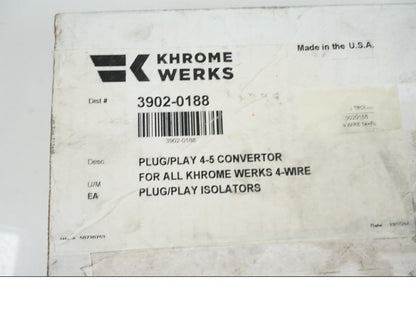 Made in the U.S.A.
KHROME
WERKS
Dist # 3902-0188
3902-0188
Desc PLUG/PLAY 4-5 CONVERTOR
FOR ALL KHROME WERKS 4-WIRE
U/M
EA PLUG/PLAY ISOLATORS